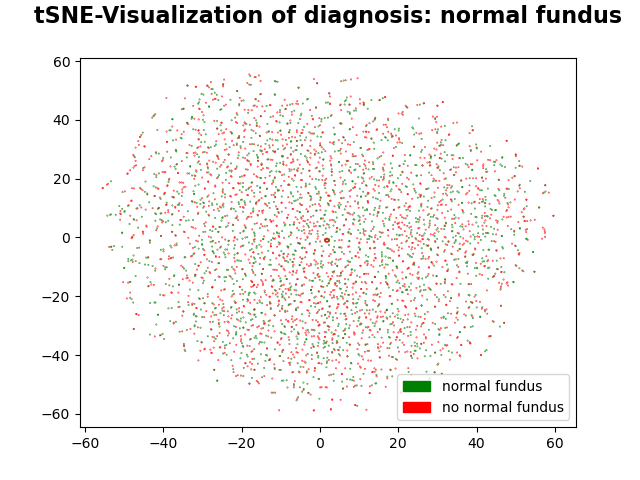 tSNE-Visualization of diagnosis: normal fundus
60
40
20
0
−20
−40
−60
−60 −40 −20 0 20 40 60
normal fundus
no normal fundus